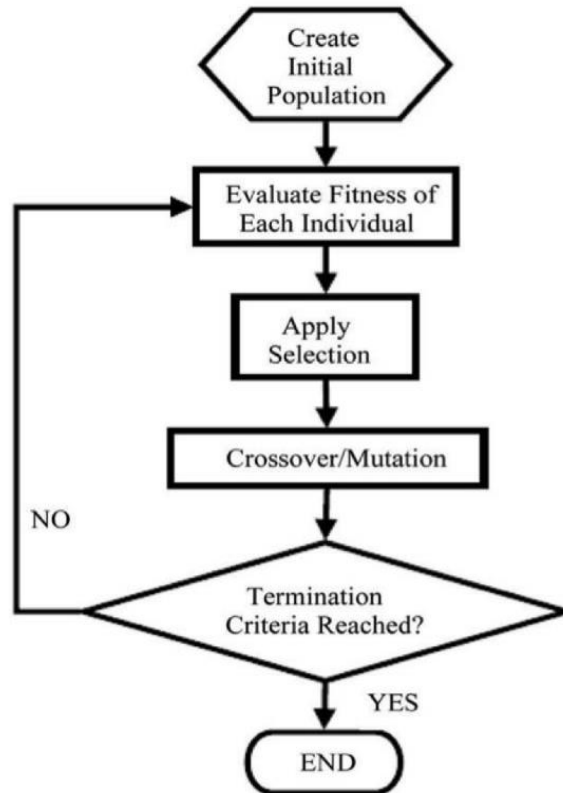 Create
Initial
Population
Evaluate Fitness of
Each Individual
Apply
Selection
Crossover/Mutation
NO
Termination
Criteria Reached?
YES
END